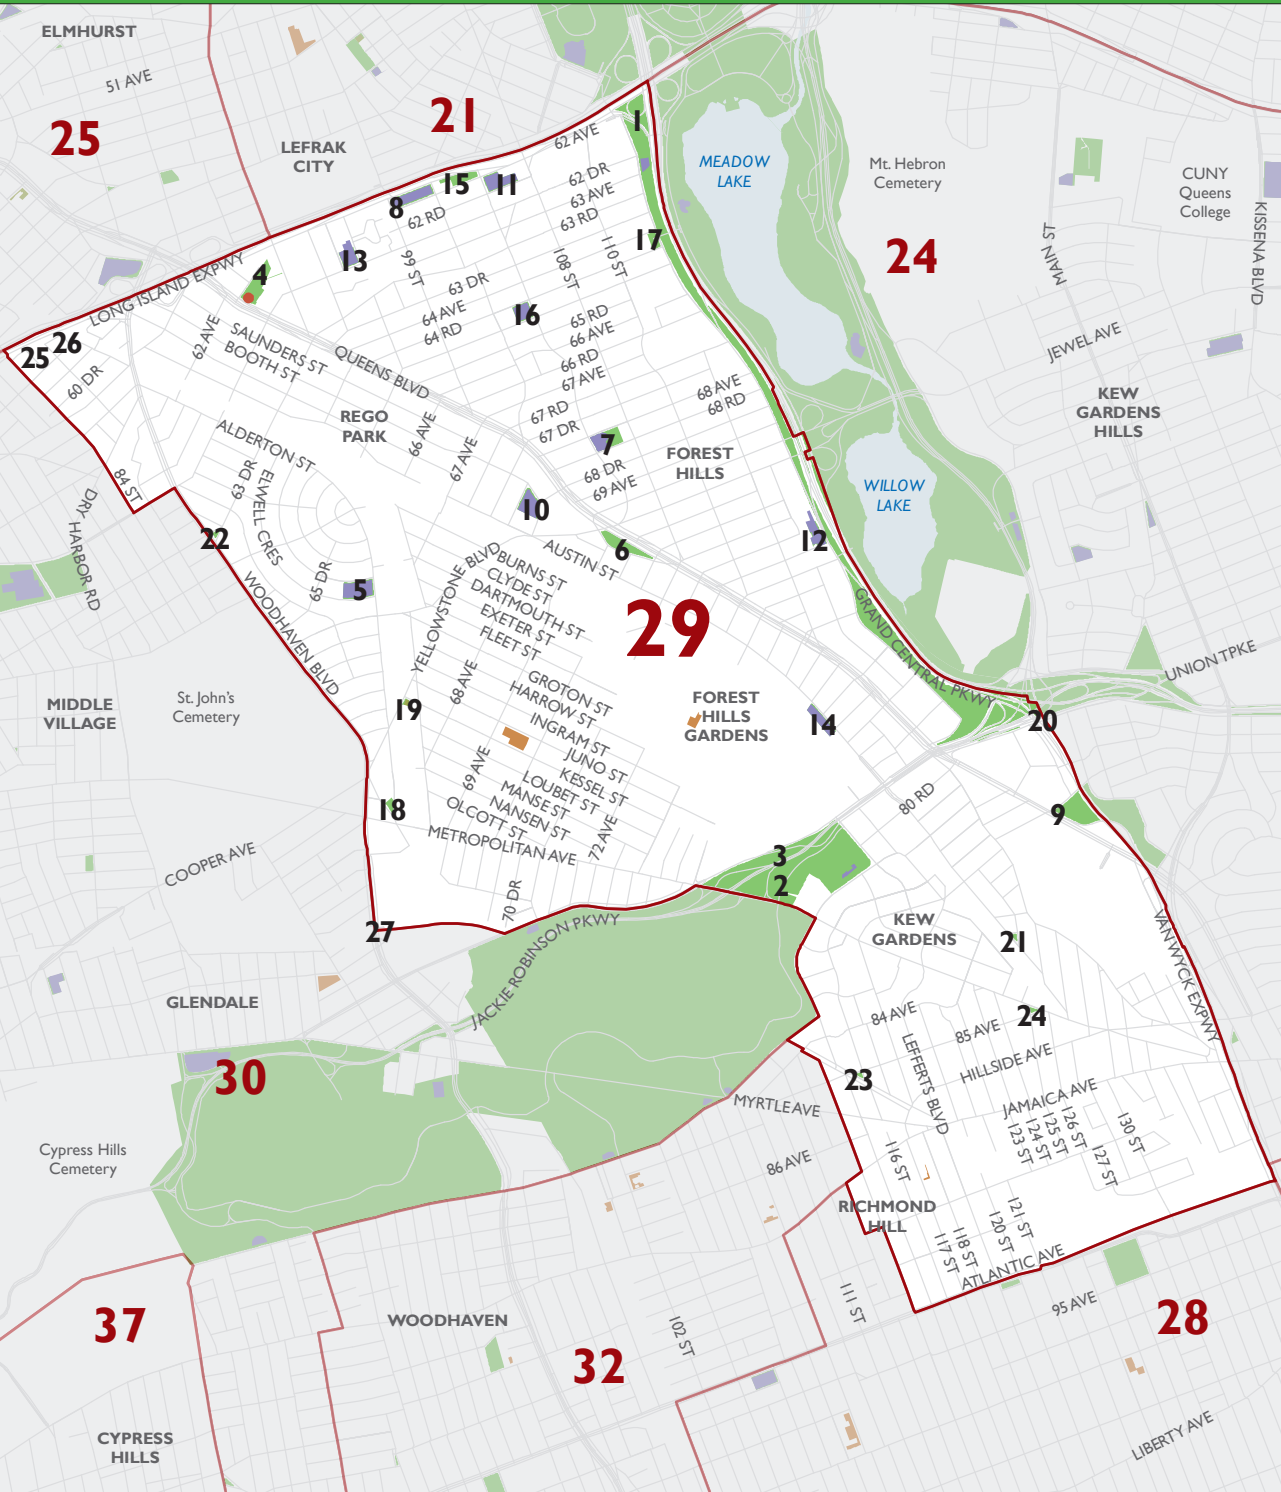 ELMHURST
51 AVE
25
21
LEFRAK
CITY
62 AVE
1
MEADOW
LAKE
Mt. Hebron
Cemetery
CUNY
Queens
College
KISSENA BLVD
MAIN ST
24
15
11
8
62 DR
63 AVE
63 RD
62 RD
17
13
99 ST
108 ST
110 ST
4
LONG ISLAND EXPWY
63 DR
64 AVE
64 RD
16
65 RD
66 AVE
66 RD
67 AVE
26
25
62 AVE
60 DR
SAUNDERS ST
BOOTH ST
QUEENS BLVD
JEWEL AVE
68 AVE
68 RD
KEW
GARDENS
HILLS
REGO
PARK
66 AVE
67 AVE
67 RD
67 DR
7
68 DR
69 AVE
FOREST
HILLS
ALDERTON ST
63 DR
ELWELL CRES
84 ST
DRY HARBOR RD
WILLOW
LAKE
10
22
12
6
AUSTIN ST
5
65 DR
YELLOWSTONE BLVD
BURNS ST
CLYDE ST
DARTMOUTH ST
EXETER ST
FLEET ST
29
WOODHAVEN BLVD
GRAND CENTRAL PKWY
UNION TPKE
MIDDLE
VILLAGE
St. John's
Cemetery
68 AVE
GROTON ST
HARROW ST
INGRAM ST
JUNO ST
KESSEL ST
LOUBET ST
MANSE ST
NANSEN ST
OLCOTT ST
METROPOLITAN AVE
FOREST
HILLS
GARDENS
14
20
19
69 AVE
72 AVE
18
80 RD
9
COOPER AVE
3
2
70 DR
27
JACKIE ROBINSON PKWY
KEW
GARDENS
21
VAN WYCK EXPWY
GLENDALE
84 AVE
85 AVE
24
HILLSIDE AVE
LEFFERTS BLVD
30
23
JAMAICA AVE
MYRTLE AVE
123 ST
124 ST
125 ST
126 ST
127 ST
130 ST
Cypress Hills
Cemetery
86 AVE
116 ST
RICHMOND
HILL
117 ST
118 ST
120 ST
121 ST
ATLANTIC AVE
37
WOODHAVEN
111 ST
95 AVE
28
102 ST
32
CYPRESS
HILLS
LIBERTY AVE